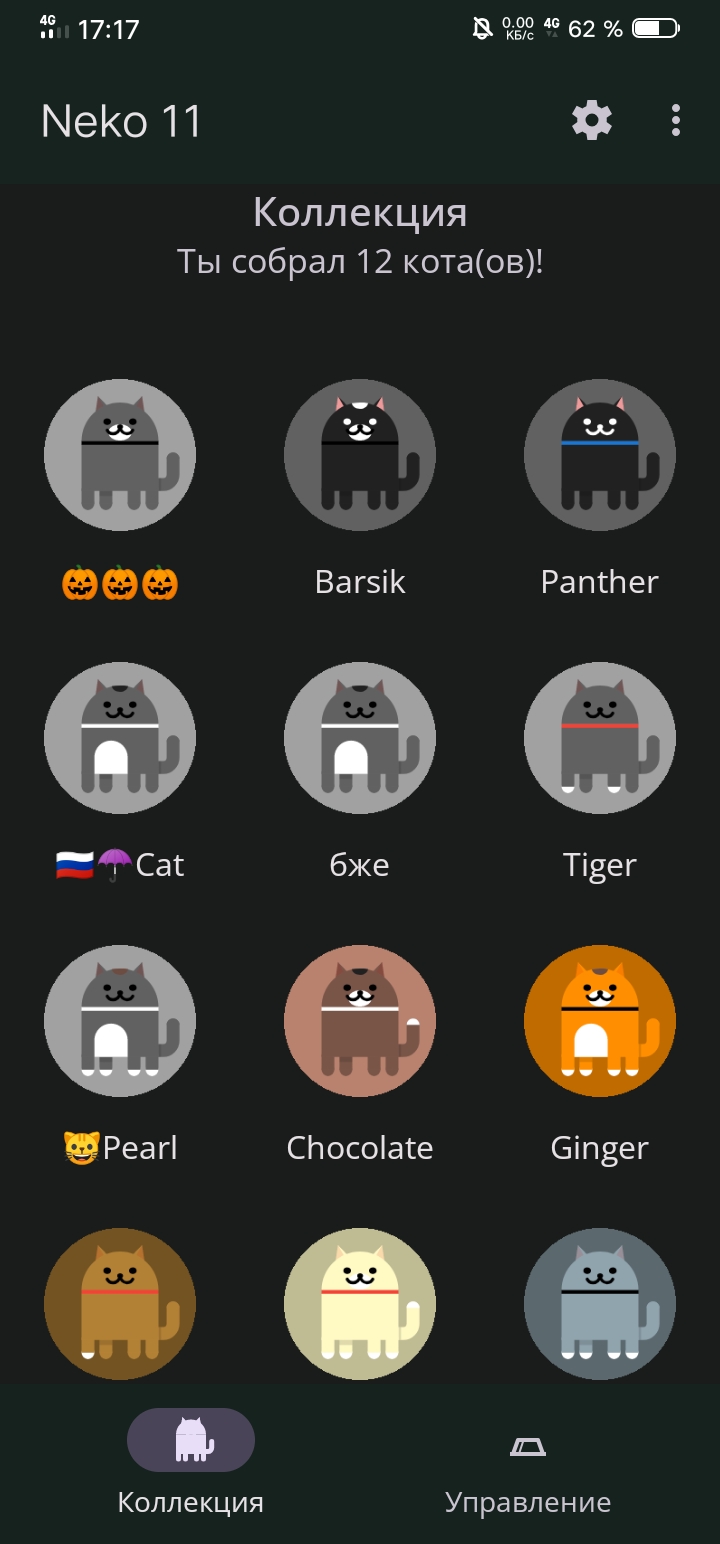 4G 17:17 0.00 КБ/с 4G 62 %
Neko 11
Коллекция
Ты собрал 12 кота(ов)!
🎃🎃🎃 Barsik Panther
🇷🇺☂Cat бже Tiger
😺Pearl Chocolate Ginger
Коллекция Управление